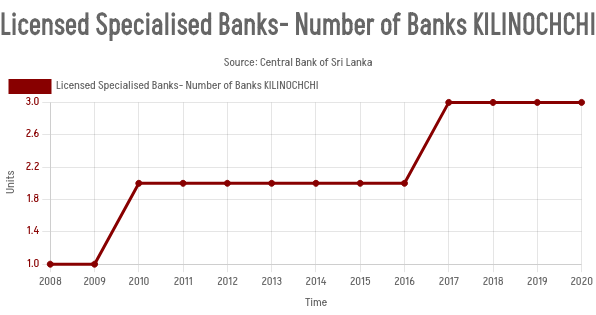 Licensed Specialised Banks- Number of Banks KILINOCHCHI
Source: Central Bank of Sri Lanka
Licensed Specialised Banks- Number of Banks KILINOCHCHI
3.0
2.6
2.2
1.8
1.4
1.0
Units
2008 2009 2010 2011 2012 2013 2014 2015 2016 2017 2018 2019 2020
Time